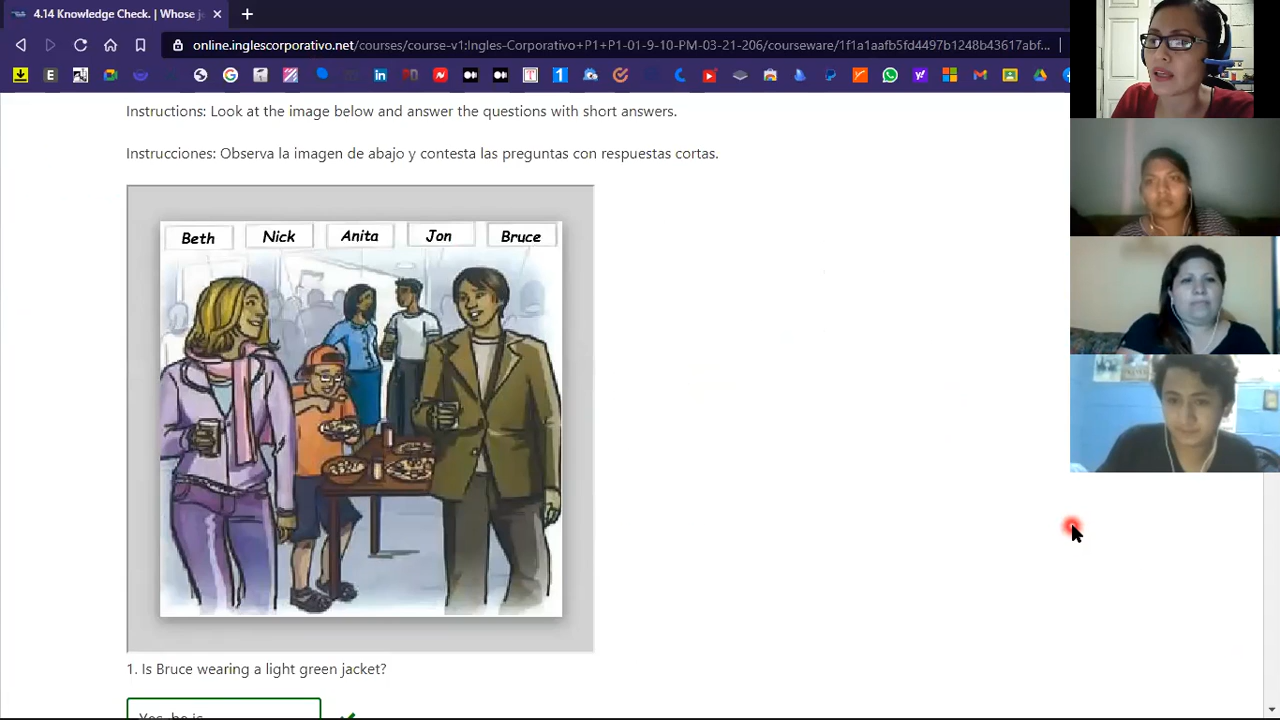 4.14 Knowledge Check. | Whose j
online.inglescorporativo.net/courses/course-v1:Ingles-Corporativo+P1+P1-01-9-10-PM-03-21-206/courseware/1f1a1aafb5fd4497b1248b43617abf...
Instructions: Look at the image below and answer the questions with short answers.
Instrucciones: Observa la imagen de abajo y contesta las preguntas con respuestas cortas.
Beth Nick Anita Jon Bruce
1. Is Bruce wearing a light green jacket?
Yes, he is